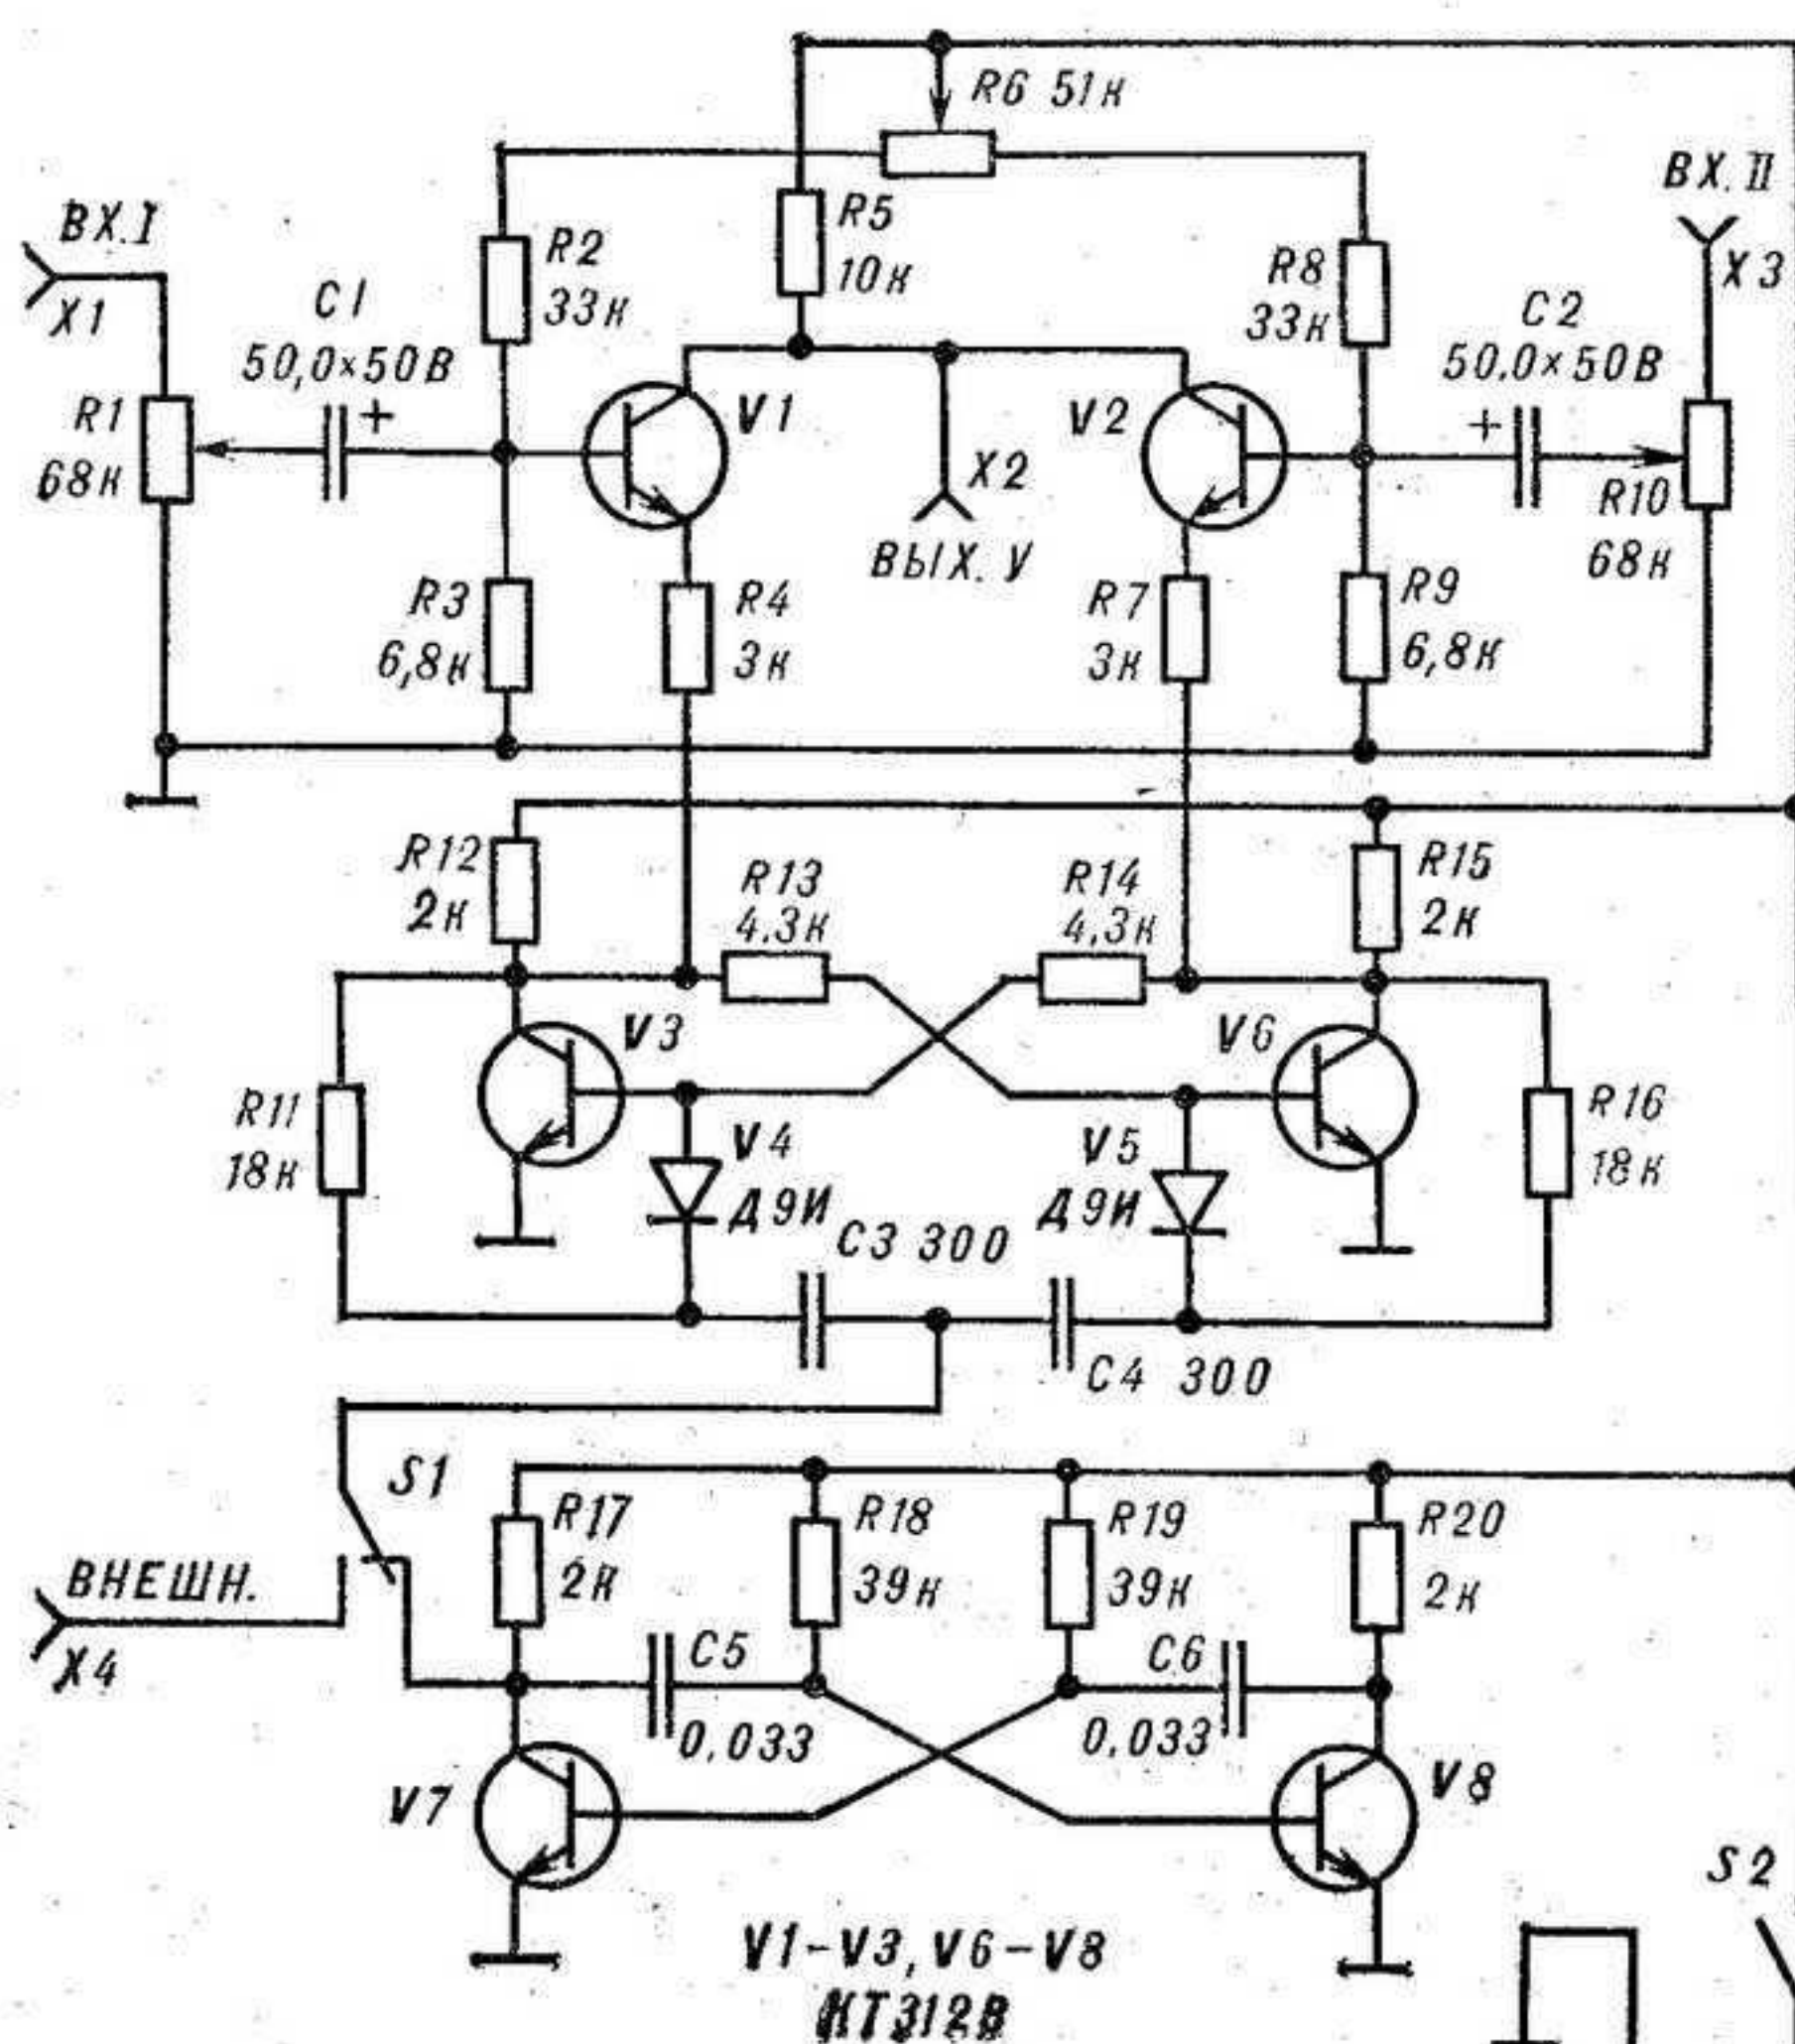 R6 51к
ВХ.I
X1
C1
50,0×50В
R1
68к
R2
33к
R5
10к
R8
33к
ВХ.II
X3
C2
50.0×50В
R10
68к
V1
V2
X2
ВЫХ. У
R3
6,8к
R4
3к
R7
3к
R9
6,8к
R12
2к
R13
4.3к
R14
4,3к
R15
2к
V3
V6
R11
18к
V4
Д9И
V5
Д9И
R16
18к
C3 300
C4 300
S1
ВНЕШН.
X4
R17
2к
R18
39к
R19
39к
R20
2к
C5
0,033
C6
0,033
V7
V8
S2
V1-V3, V6-V8
КТ312В